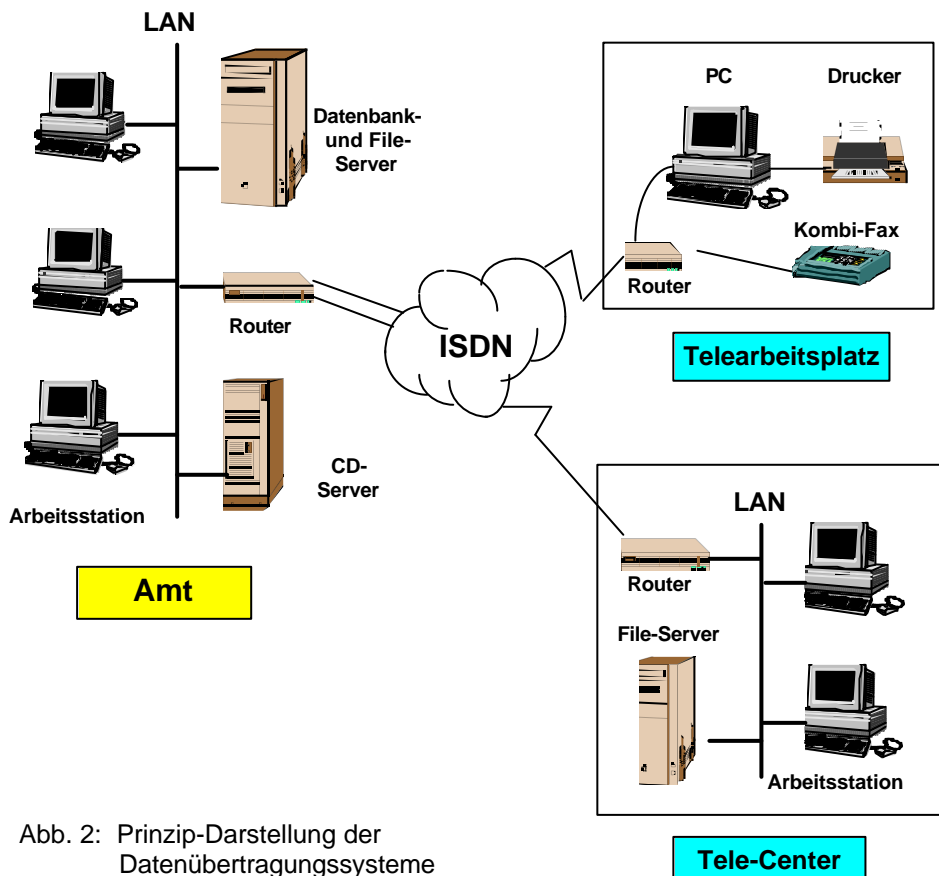 LAN
Datenbank-
und File-
Server
Router
CD-
Server
Arbeitsstation
Amt
ISDN
PC
Drucker
Kombi-Fax
Router
Telearbeitsplatz
LAN
Router
File-Server
Arbeitsstation
Tele-Center
Abb. 2: Prinzip-Darstellung der
Datenübertragungssysteme